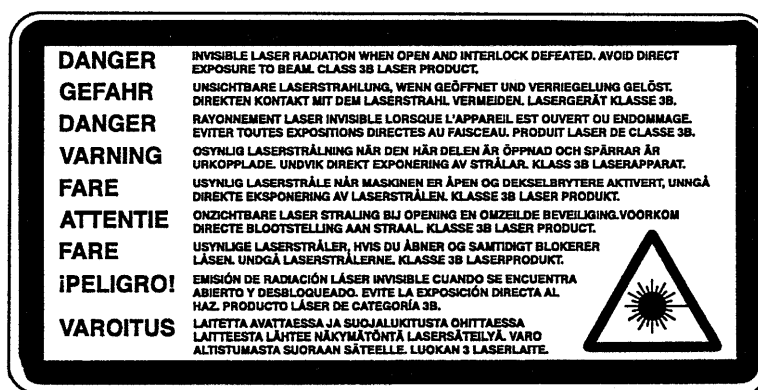 DANGER INVISIBLE LASER RADIATION WHEN OPEN AND INTERLOCK DEFEATED. AVOID DIRECT
EXPOSURE TO BEAM. CLASS 3B LASER PRODUCT.
GEFAHR UNSICHTBARE LASERSTRAHLUNG, WENN GEÖFFNET UND VERRIEGELUNG GELÖST.
DIREKTEN KONTAKT MIT DEM LASERSTRAHL VERMEIDEN. LASERGERÄT KLASSE 3B.
DANGER RAYONNEMENT LASER INVISIBLE LORSQUE L'APPAREIL EST OUVERT OU ENDOMMAGE.
EVITER TOUTES EXPOSITIONS DIRECTES AU FAISCEAU. PRODUIT LASER DE CLASSE 3B.
VARNING OSYNLIG LASERSTRÅLNING NÄR DEN HÄR DELEN ÄR ÖPPNAD OCH SPÄRRAR ÄR
URKOPPLADE. UNDVIK DIREKT EXPONERING AV STRÅLAR. KLASS 3B LASERAPPARAT.
FARE USYNLIG LASERSTRÅLE NÅR MASKINEN ER ÅPEN OG DEKSELBRYTERE AKTIVERT, UNNGÅ
DIREKTE EKSPONERING AV LASERSTRÅLEN. KLASSE 3B LASER PRODUKT.
ATTENTIE ONZICHTBARE LASER STRALING BIJ OPENING EN OMZEILDE BEVEILIGING.VOORKOM
DIRECTE BLOOTSTELLING AAN STRAAL. KLASSE 3B LASER PRODUCT.
FARE USYNLIGE LASERSTRÅLER, HVIS DU ÅBNER OG SAMTIDIGT BLOKERER
LÅSEN. UNDGÅ LASERSTRÅLERNE. KLASSE 3B LASERPRODUKT.
¡PELIGRO! EMISIÓN DE RADIACIÓN LÁSER INVISIBLE CUANDO SE ENCUENTRA
ABIERTO Y DESBLOQUEADO. EVITE LA EXPOSICIÓN DIRECTA AL
HAZ. PRODUCTO LÁSER DE CATEGORÍA 3B.
VAROITUS LAITETTA AVATTAESSA JA SUOJALUKITUSTA OHITTAESSA
LAITTEESTA LÄHTEE NÄKYMÄTÖNTÄ LASERSÄTEILYÄ. VARO
ALTISTUMASTA SUORAAN SÄTEELLE. LUOKAN 3 LASERLAITE.